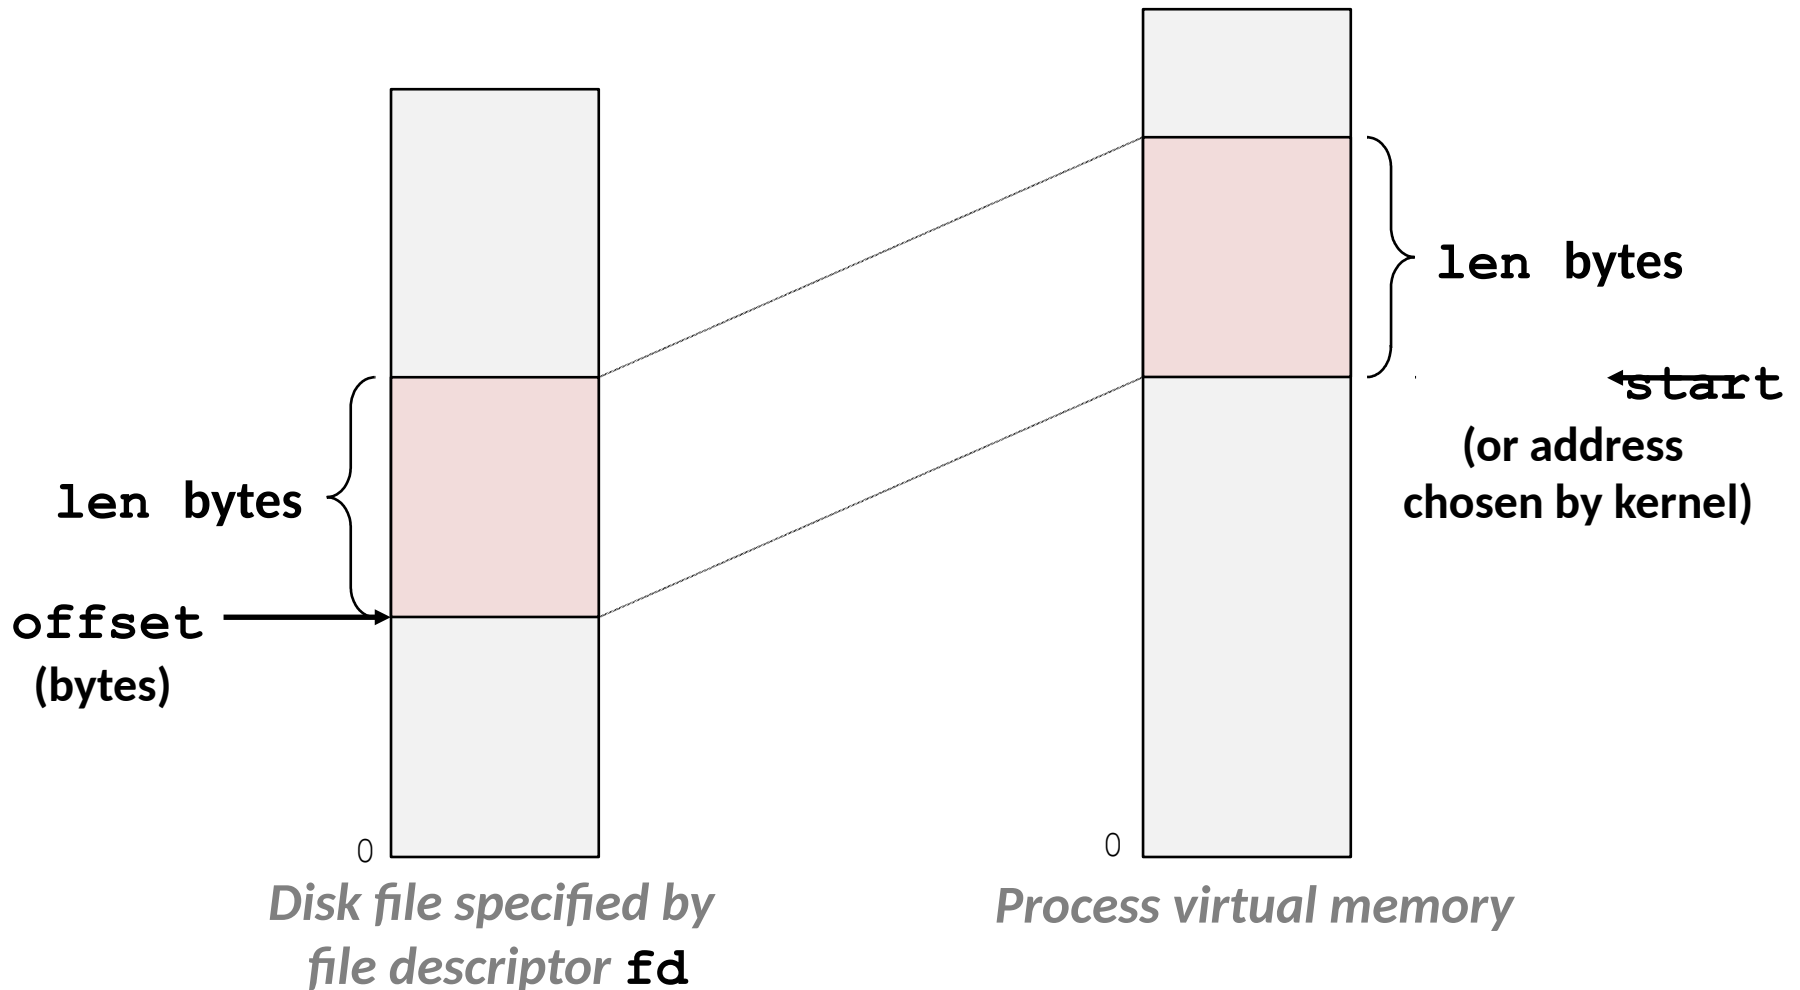 len bytes
start
(or address
chosen by kernel)
len bytes
offset
(bytes)
0
0
Disk file specified by
file descriptor fd
Process virtual memory